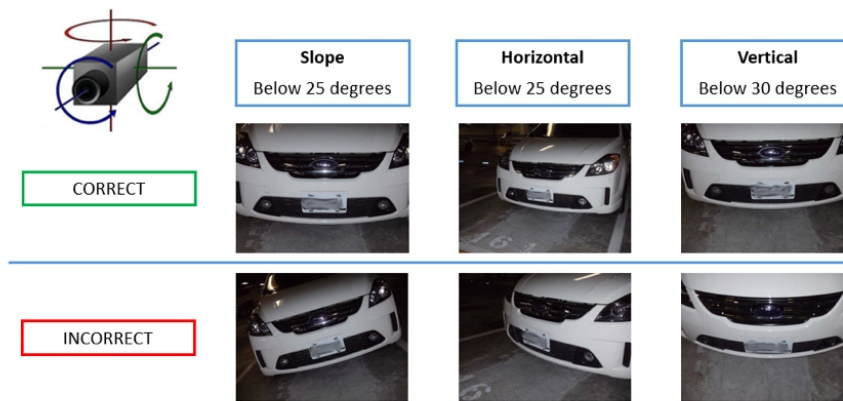 Slope
Below 25 degrees
Horizontal
Below 25 degrees
Vertical
Below 30 degrees
CORRECT
INCORRECT